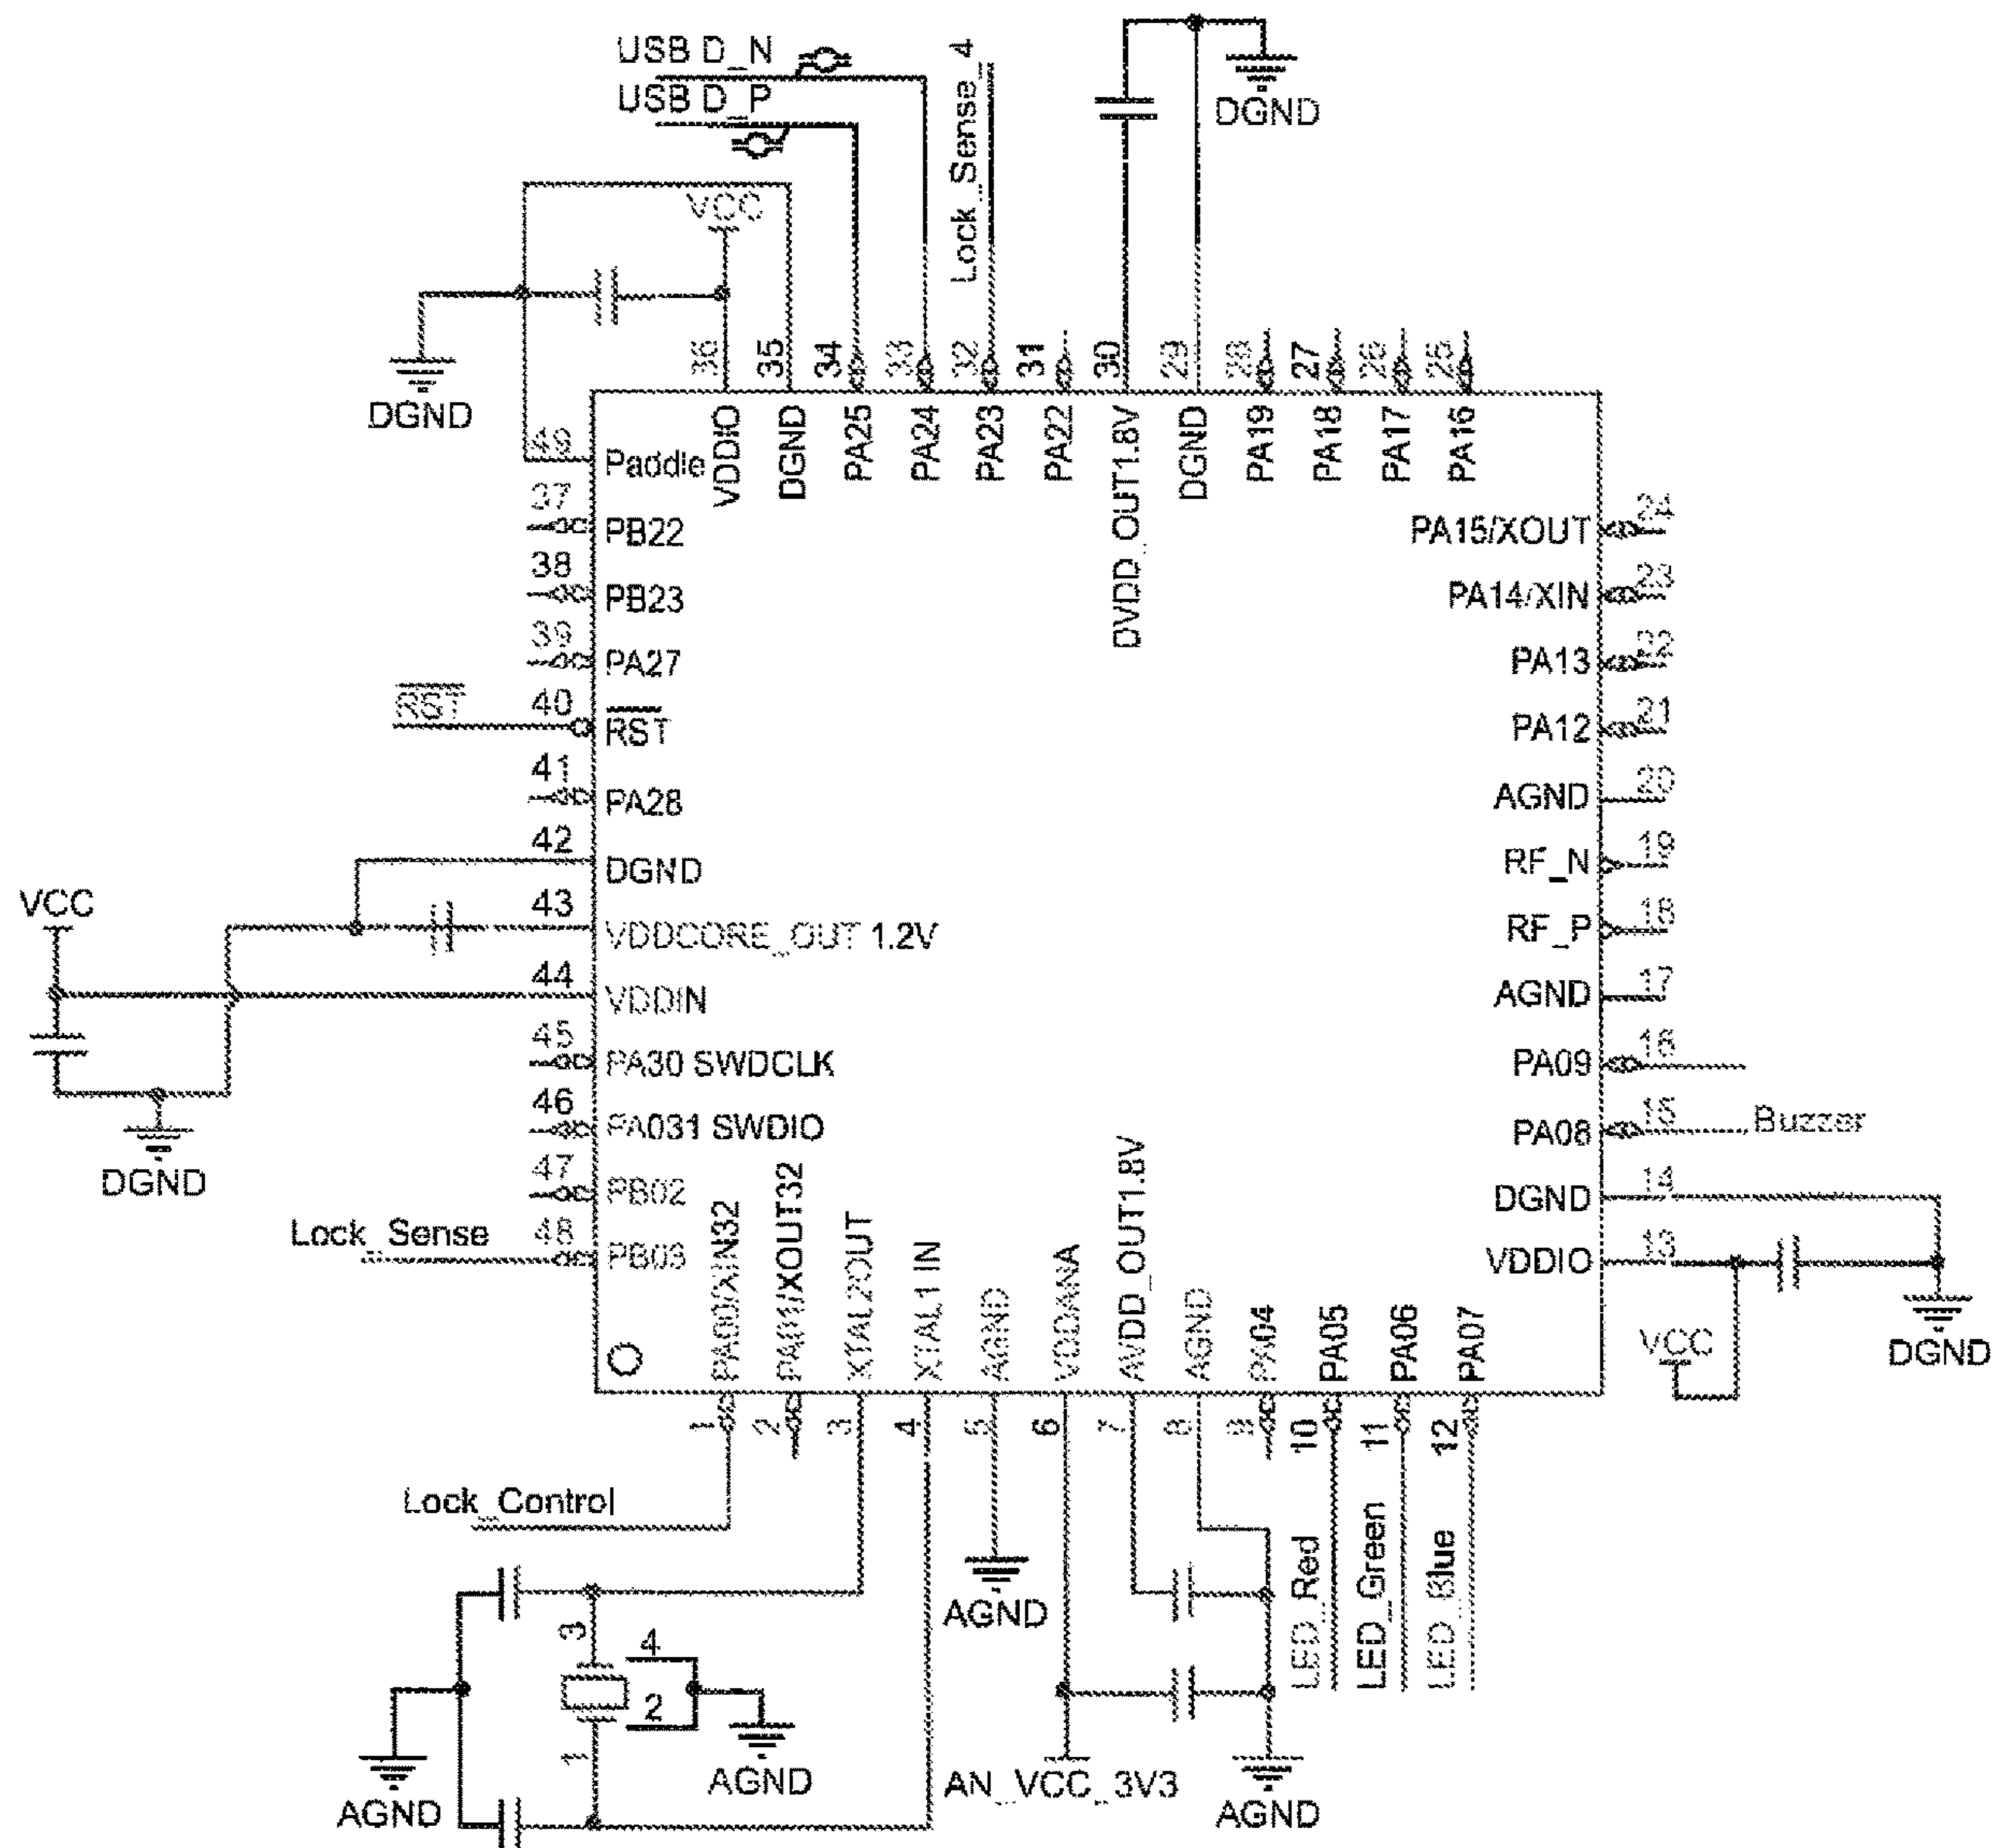 USB D_N
USB D_P
Lock_Sense_4
DGND
VCC
DGND
36
35
34
33
32
31
30
29
28
27
26
25
VDDIO
DGND
PA25
PA24
PA23
PA22
DVDD_OUT1.8V
DGND
PA19
PA18
PA17
PA16
49
Paddle
37
PB22
38
PB23
39
PA27
RST
40
RST
41
PA28
42
DGND
VCC
43
VDDCORE_OUT 1.2V
44
VDDIN
45
PA30 SWDCLK
46
PA031 SWDIO
DGND
47
PB02
Lock_Sense
48
PB03
PA15/XOUT
24
PA14/XIN
23
PA13
22
PA12
21
AGND
20
RF_N
19
RF_P
18
AGND
17
PA09
16
PA08
15
Buzzer
DGND
14
VDDIO
13
VCC
DGND
PA00/XIN32
PA01/XOUT32
XTAL2OUT
XTAL1 IN
AGND
VDDANA
AVDD_OUT1.8V
AGND
PA04
PA05
PA06
PA07
1
2
3
4
5
6
7
8
9
10
11
12
Lock_Control
LED_Red
LED_Green
LED_Blue
AGND
3
4
2
1
AGND
AGND
AN_VCC_3V3
AGND